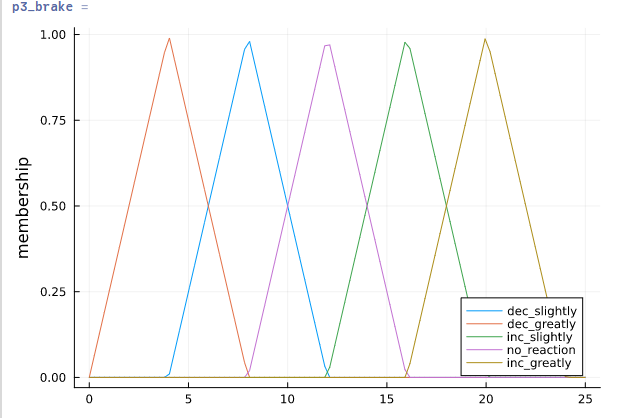 p3_brake =
1.00
0.75
0.50
0.25
0.00
membership
dec_slightly
dec_greatly
inc_slightly
no_reaction
inc_greatly
0 5 10 15 20 25